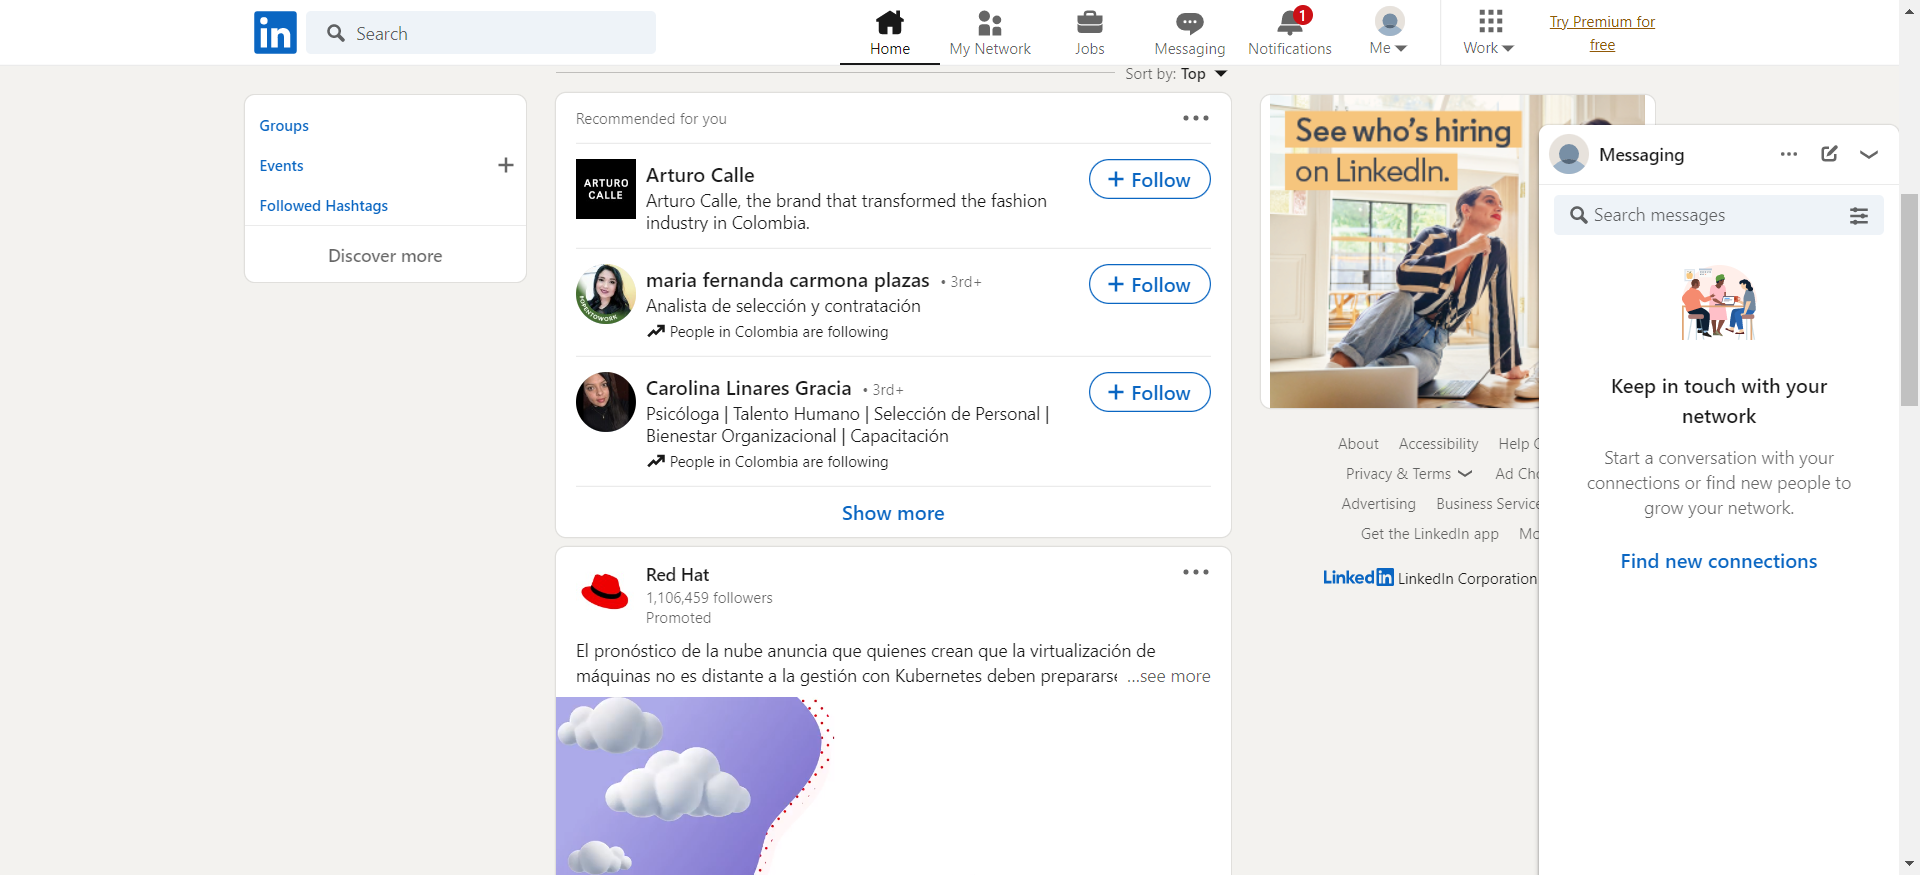 in
Search
Home
My Network
Jobs
Messaging
1
Notifications
Me
Work
Try Premium for
free
Sort by: Top
Groups
Events
Followed Hashtags
Discover more
Recommended for you
ARTURO
CALLE
Arturo Calle
Arturo Calle, the brand that transformed the fashion
industry in Colombia.
+ Follow
#OPENTOWORK
maria fernanda carmona plazas • 3rd+
Analista de selección y contratación
People in Colombia are following
+ Follow
Carolina Linares Gracia • 3rd+
Psicóloga | Talento Humano | Selección de Personal |
Bienestar Organizacional | Capacitación
People in Colombia are following
+ Follow
Show more
Red Hat
1,106,459 followers
Promoted
El pronóstico de la nube anuncia que quienes crean que la virtualización de
máquinas no es distante a la gestión con Kubernetes deben prepararse ...see more
See who's hiring
on LinkedIn.
About Accessibility Help
Privacy & Terms Ad
Advertising Business
Get the LinkedIn app
LinkedIn LinkedIn Corporation
Messaging
Search messages
Keep in touch with your
network
Start a conversation with your
connections or find new people to
grow your network.
Find new connections